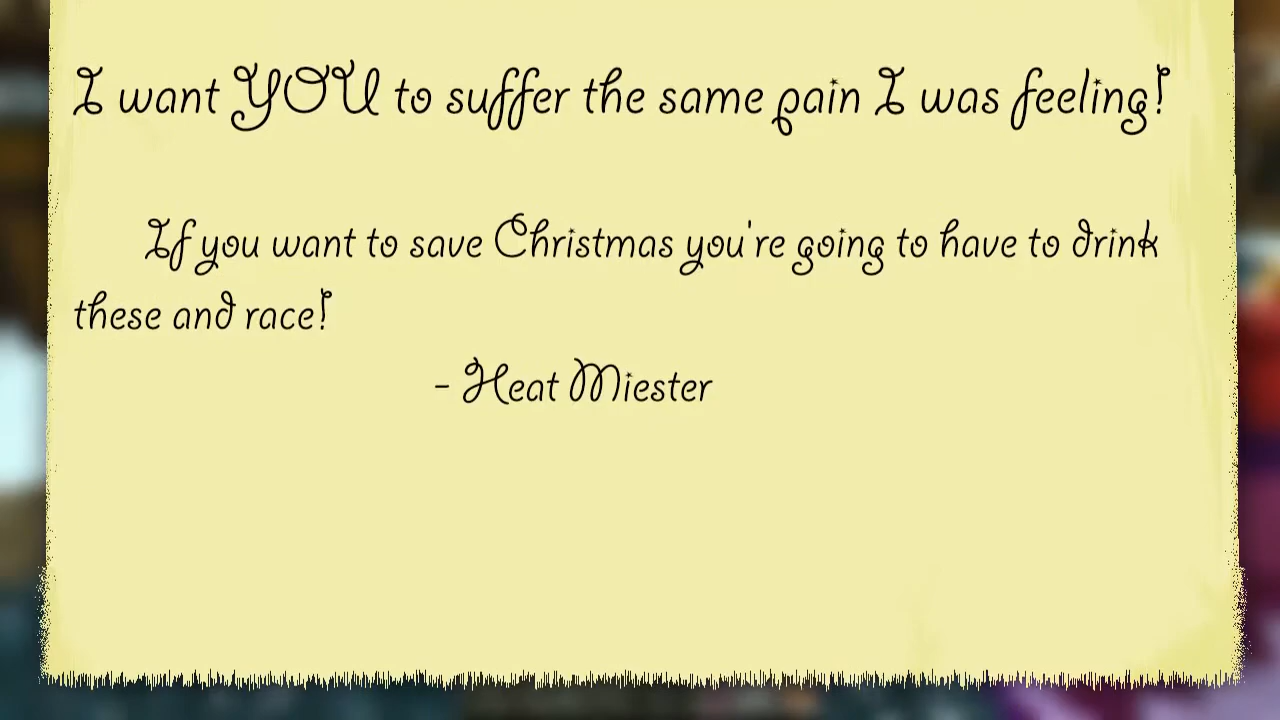 I want YOU to suffer the same pain I was feeling!
If you want to save Christmas you're going to have to drink
these and race!
- Heat Miester